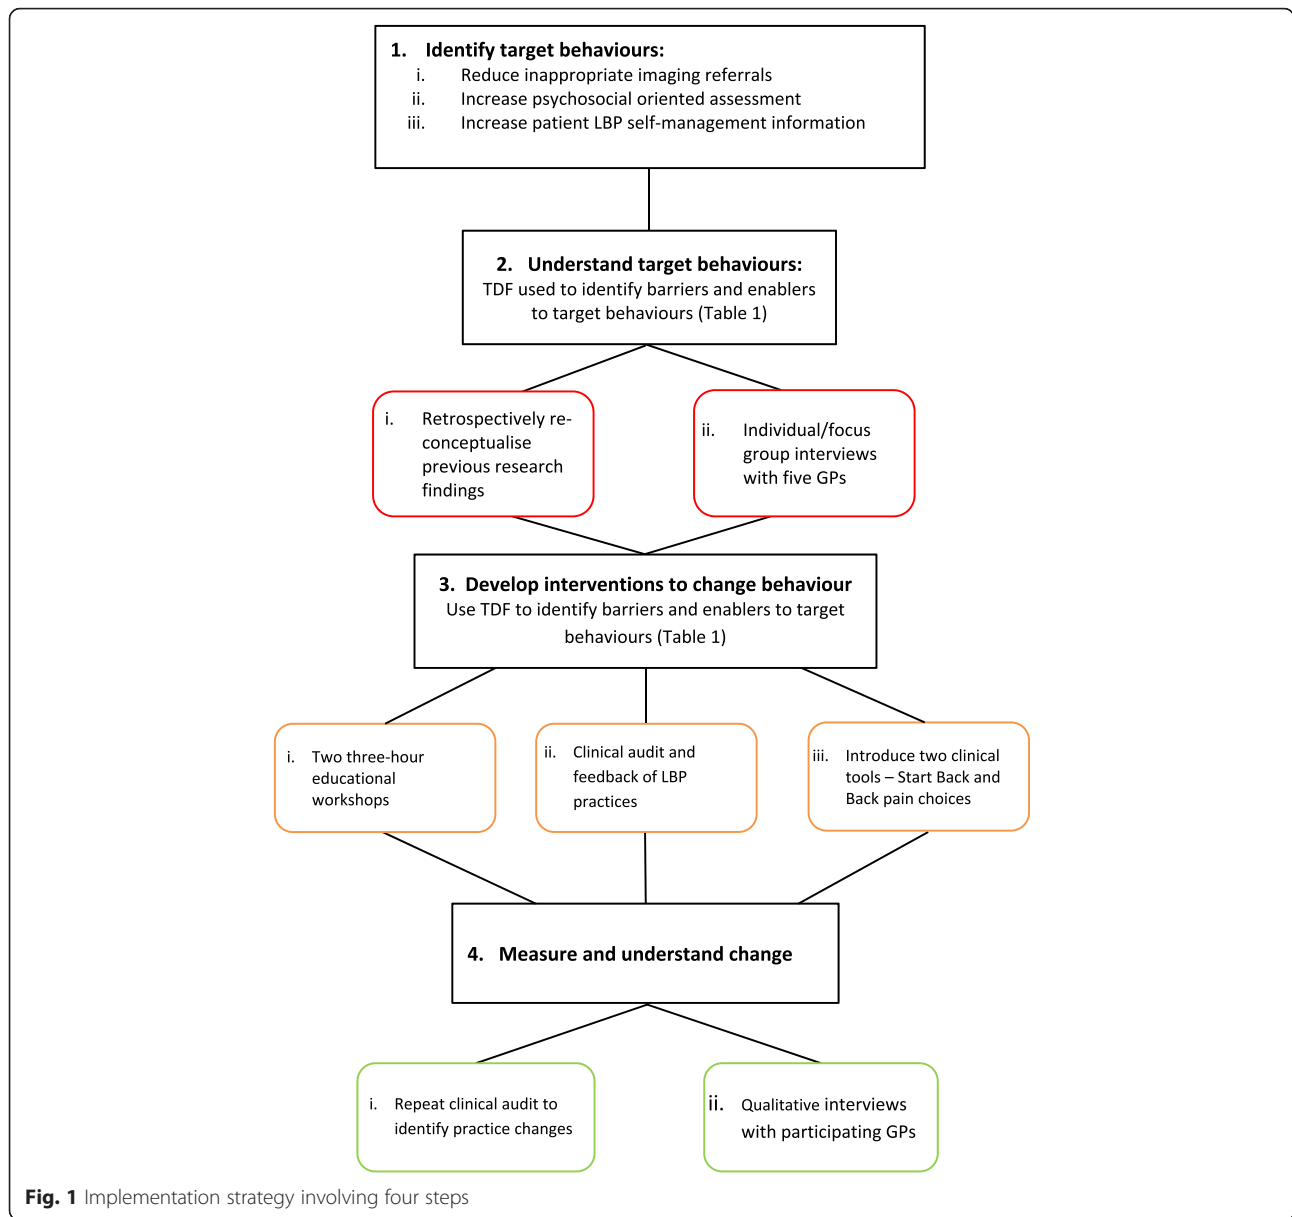 1. Identify target behaviours:
i. Reduce inappropriate imaging referrals
ii. Increase psychosocial oriented assessment
iii. Increase patient LBP self-management information
2. Understand target behaviours:
TDF used to identify barriers and enablers
to target behaviours (Table 1)
i. Retrospectively re-
conceptualise
previous research
findings
ii. Individual/focus
group interviews
with five GPs
3. Develop interventions to change behaviour
Use TDF to identify barriers and enablers to target
behaviours (Table 1)
i. Two three-hour
educational
workshops
ii. Clinical audit and
feedback of LBP
practices
iii. Introduce two clinical
tools – Start Back and
Back pain choices
4. Measure and understand change
i. Repeat clinical audit to
identify practice changes
ii. Qualitative interviews
with participating GPs
Fig. 1 Implementation strategy involving four steps